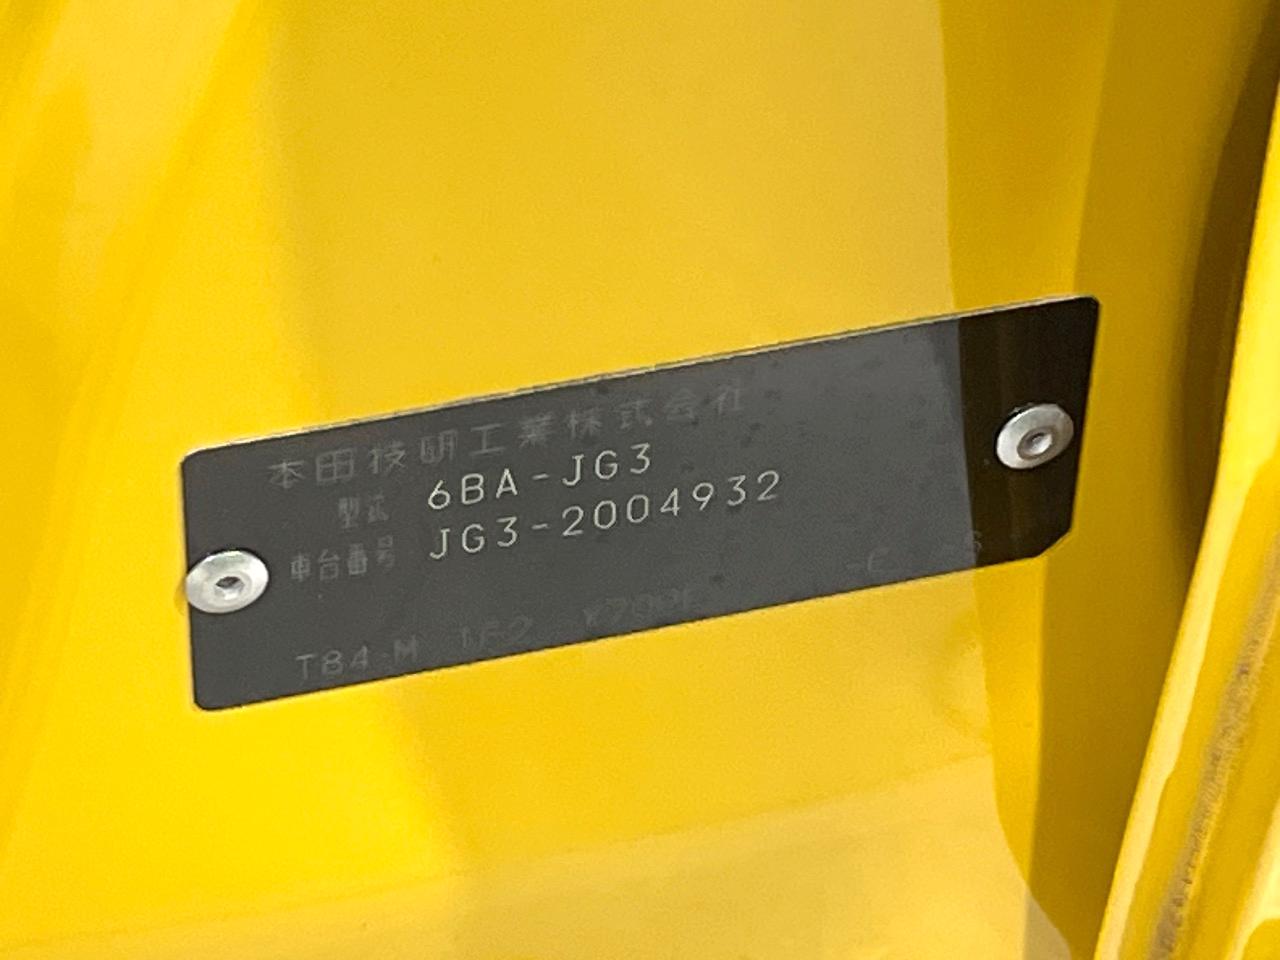 本田技研工業株式会社
型式 6BA-JG3
車台番号 JG3-2004932
T84-M